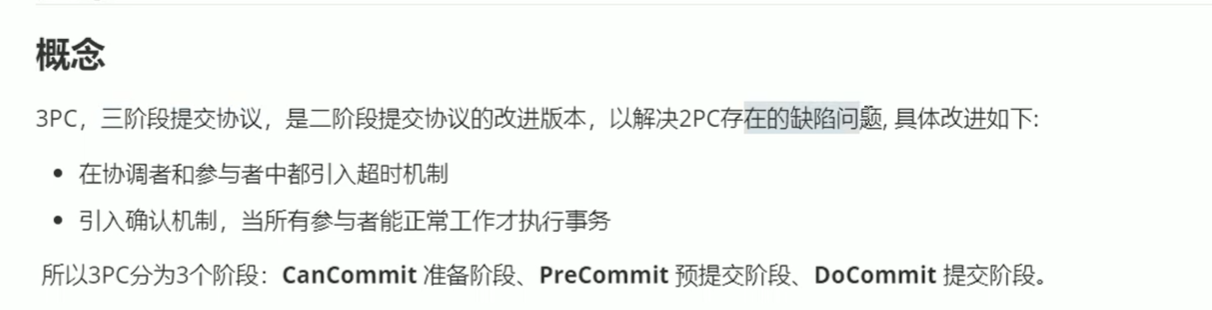 概念
3PC，三阶段提交协议，是二阶段提交协议的改进版本，以解决2PC存在的缺陷问题, 具体改进如下:
• 在协调者和参与者中都引入超时机制
• 引入确认机制，当所有参与者能正常工作才执行事务
所以3PC分为3个阶段：CanCommit 准备阶段、PreCommit 预提交阶段、DoCommit 提交阶段。